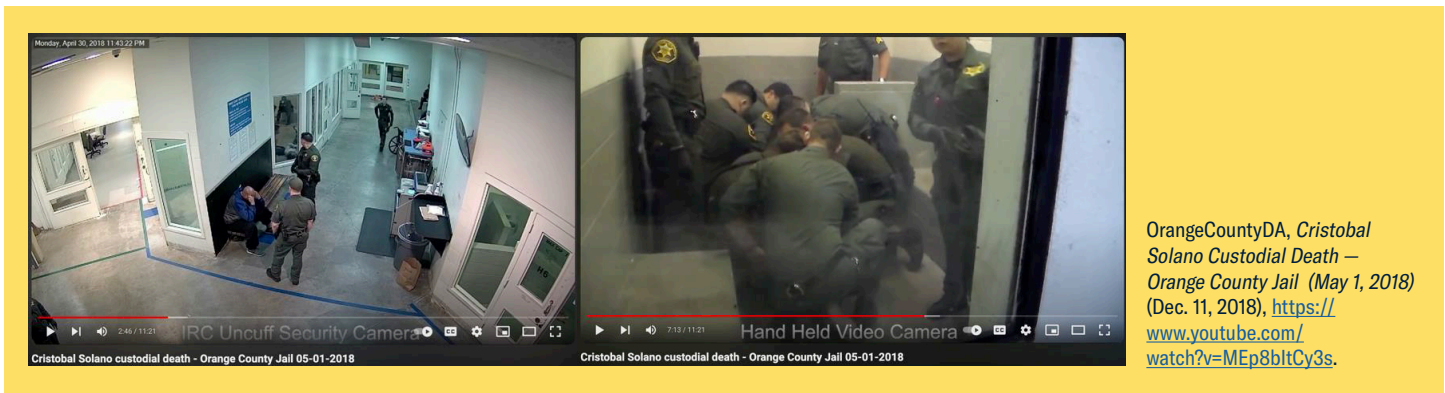 Monday, April 30, 2018 11:43:22 PM
H6
2:46 / 11:21
IRC Uncuff Security Camera
CC
Cristobal Solano custodial death - Orange County Jail 05-01-2018
7:13 / 11:21
Hand Held Video Camera
CC
Cristobal Solano custodial death - Orange County Jail 05-01-2018
OrangeCountyDA, Cristobal
Solano Custodial Death —
Orange County Jail (May 1, 2018)
(Dec. 11, 2018), https://
www.youtube.com/
watch?v=MEp8bItCy3s.